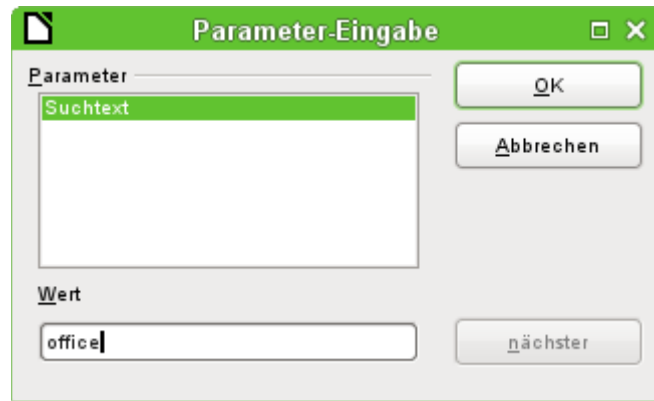 Parameter-Eingabe
Parameter
OK
Suchtext
Abbrechen
Wert
office
nächster